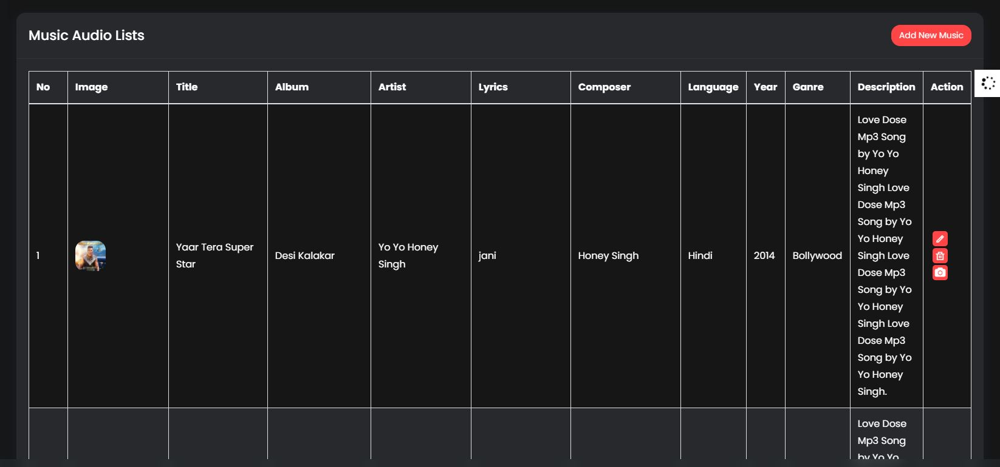 Music Audio Lists
Add New Music
No Image Title Album Artist Lyrics Composer Language Year Ganre Description Action
1
Yaar Tera Super
Star
Desi Kalakar
Yo Yo Honey
Singh
jani
Honey Singh
Hindi
2014
Bollywood
Love Dose
Mp3 Song
by Yo Yo
Honey
Singh Love
Dose Mp3
Song by Yo
Yo Honey
Singh Love
Dose Mp3
Song by Yo
Yo Honey
Singh Love
Dose Mp3
Song by Yo
Yo Honey
Singh.
Love Dose
Mp3 Song
by Yo Yo